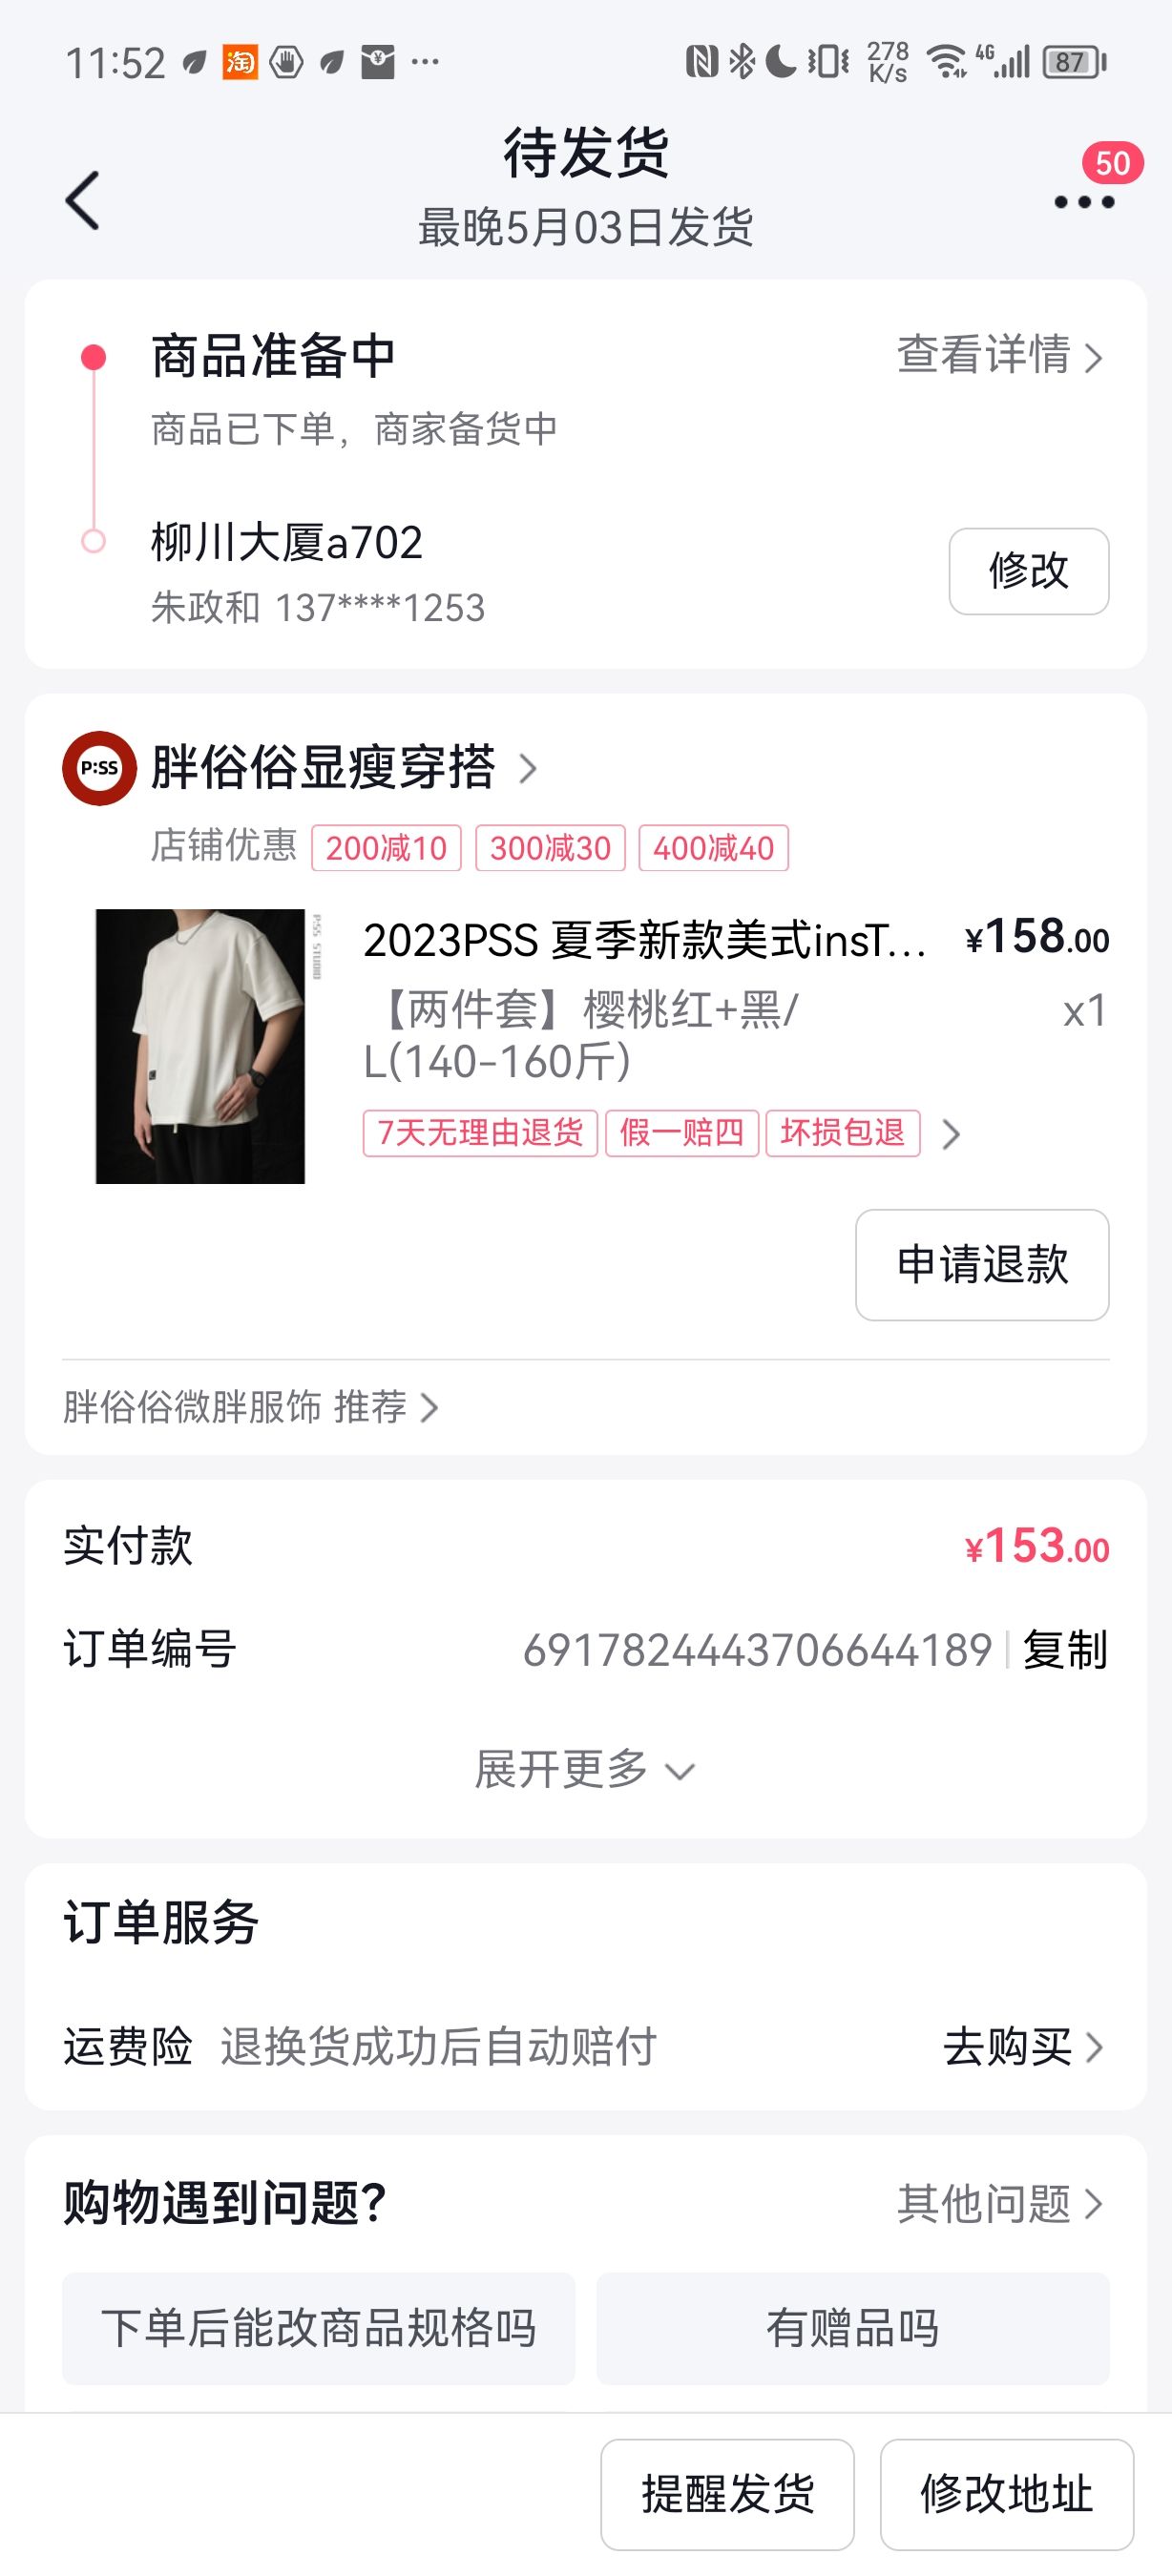 11:52
淘
278
K/s
4G
87
待发货
50
最晚5月03日发货
商品准备中
查看详情
商品已下单，商家备货中
柳川大厦a702
修改
朱政和 137****1253
P:SS
胖俗俗显瘦穿搭
店铺优惠 200减10 300减30 400减40
PSS STUDIO
2023PSS 夏季新款美式insT... ¥158.00
【两件套】樱桃红+黑/ x1
L(140-160斤)
7天无理由退货 假一赔四 坏损包退
申请退款
胖俗俗微胖服饰 推荐
实付款 ¥153.00
订单编号 6917824443706644189 复制
展开更多
订单服务
运费险 退换货成功后自动赔付 去购买
购物遇到问题? 其他问题
下单后能改商品规格吗 有赠品吗
提醒发货 修改地址